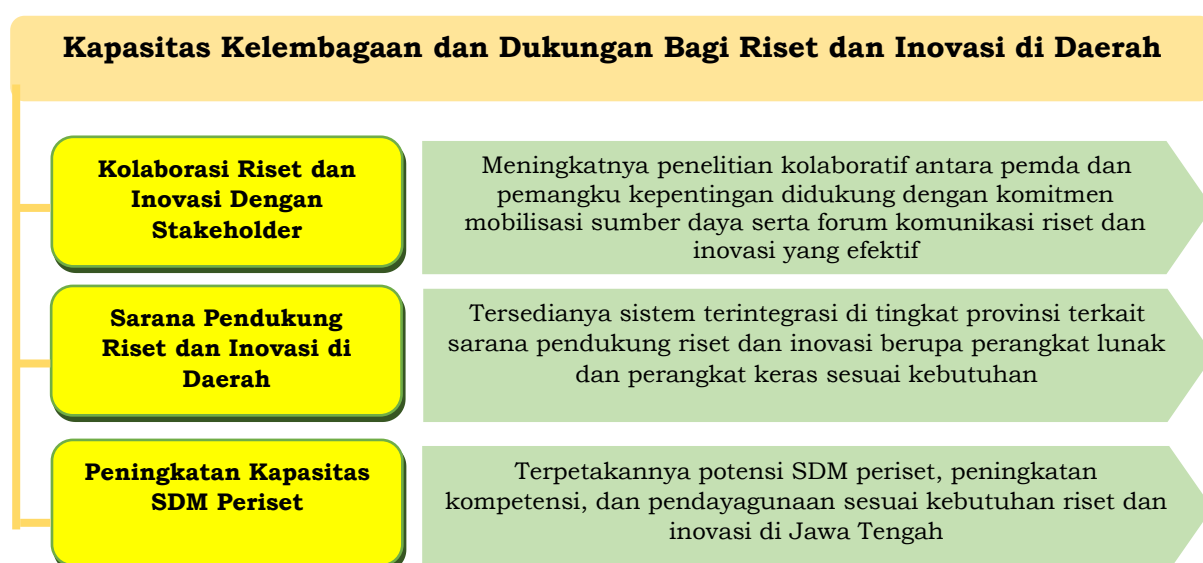 Kapasitas Kelembagaan dan Dukungan Bagi Riset dan Inovasi di Daerah
Kolaborasi Riset dan
Inovasi Dengan
Stakeholder
Meningkatnya penelitian kolaboratif antara pemda dan
pemangku kepentingan didukung dengan komitmen
mobilisasi sumber daya serta forum komunikasi riset dan
inovasi yang efektif
Sarana Pendukung
Riset dan Inovasi di
Daerah
Tersedianya sistem terintegrasi di tingkat provinsi terkait
sarana pendukung riset dan inovasi berupa perangkat lunak
dan perangkat keras sesuai kebutuhan
Peningkatan Kapasitas
SDM Periset
Terpetakannya potensi SDM periset, peningkatan
kompetensi, dan pendayagunaan sesuai kebutuhan riset dan
inovasi di Jawa Tengah